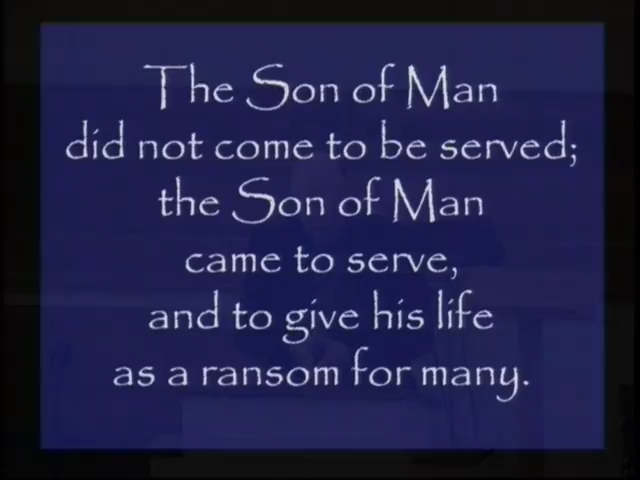 The Son of Man
did not come to be served;
the Son of Man
came to serve,
and to give his life
as a ransom for many.